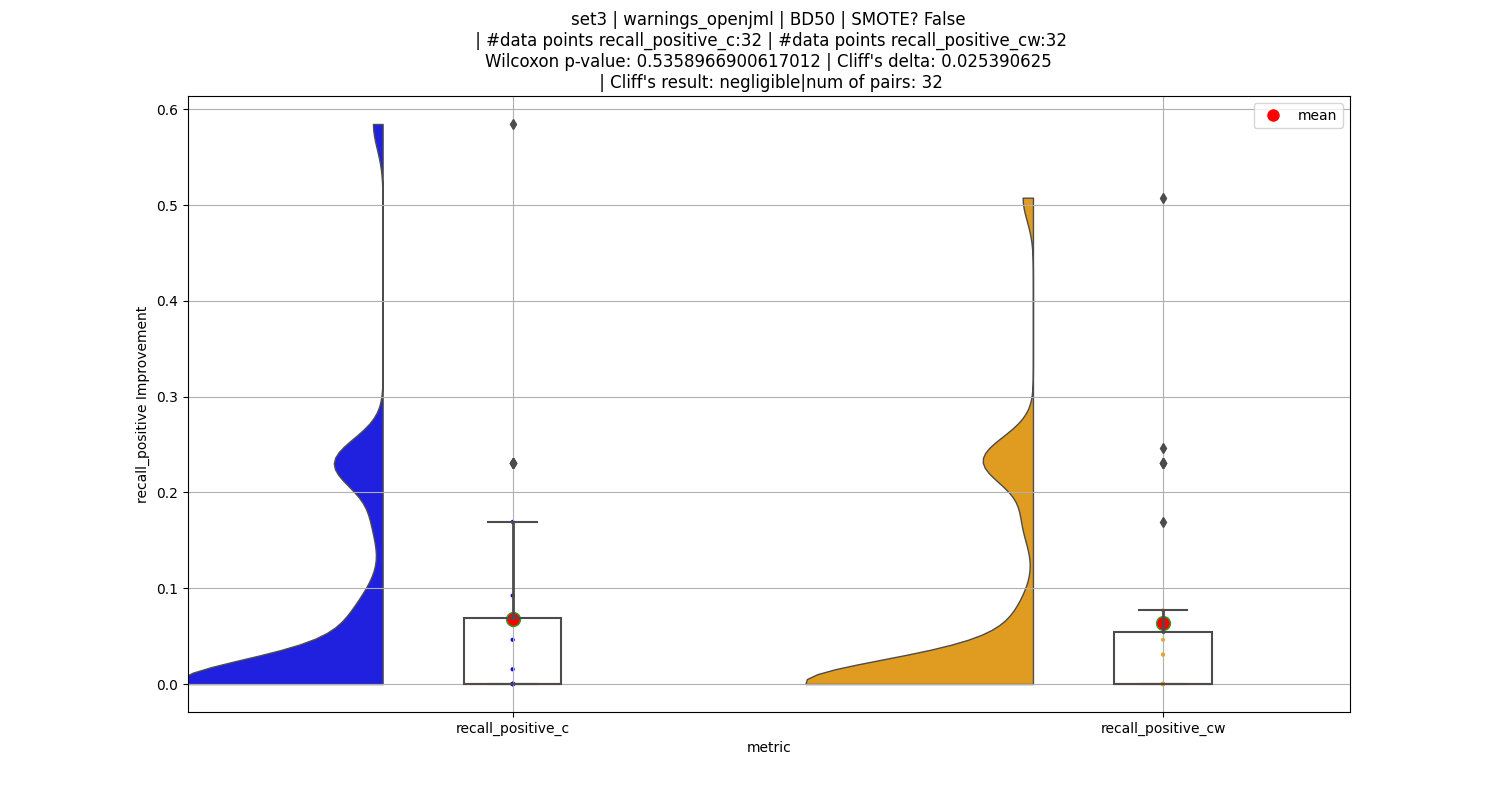 set3 | warnings_openjml | BD50 | SMOTE? False
| #data points recall_positive_c:32 | #data points recall_positive_cw:32
Wilcoxon p-value: 0.5358966900617012 | Cliff's delta: 0.025390625
| Cliff's result: negligible|num of pairs: 32
mean
0.6
0.5
0.4
0.3
0.2
0.1
0.0
recall_positive Improvement
recall_positive_c
recall_positive_cw
metric